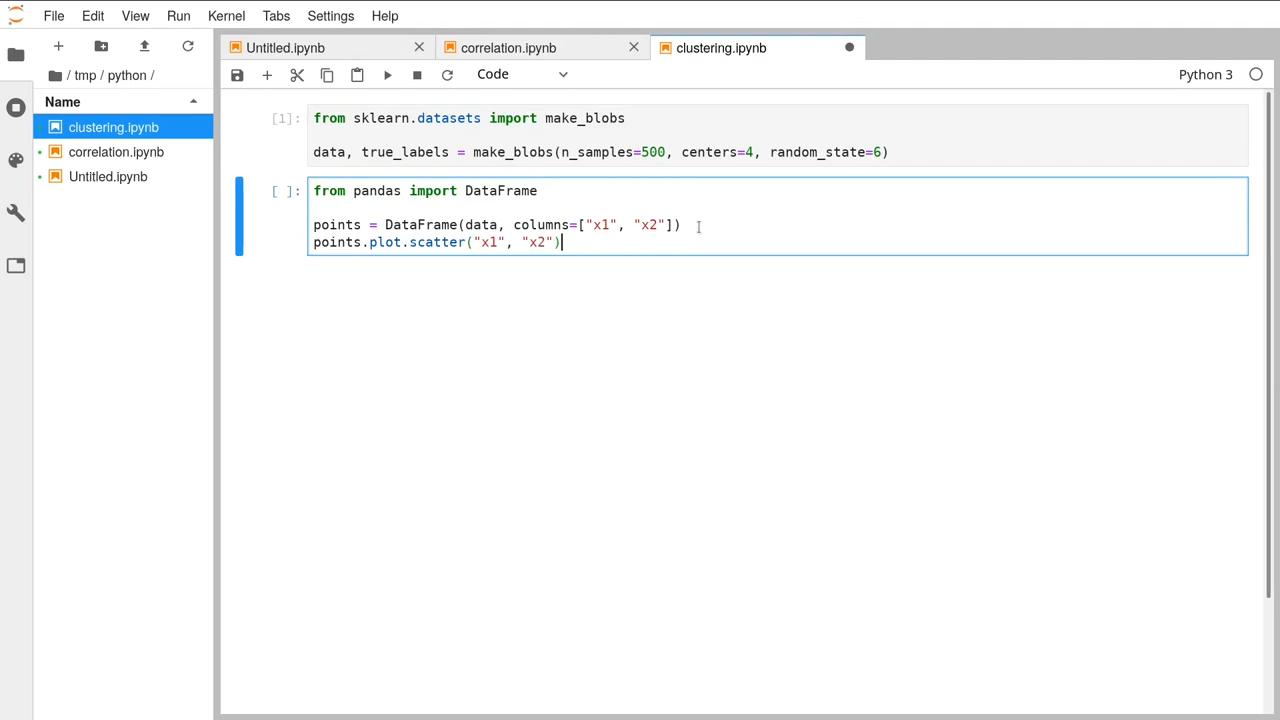 File Edit View Run Kernel Tabs Settings Help
Untitled.ipynb correlation.ipynb clustering.ipynb
/ tmp / python /
Code
Python 3
Name
clustering.ipynb
correlation.ipynb
Untitled.ipynb
[1]: from sklearn.datasets import make_blobs
data, true_labels = make_blobs(n_samples=500, centers=4, random_state=6)
[ ]: from pandas import DataFrame
points = DataFrame(data, columns=["x1", "x2"])
points.plot.scatter("x1", "x2")